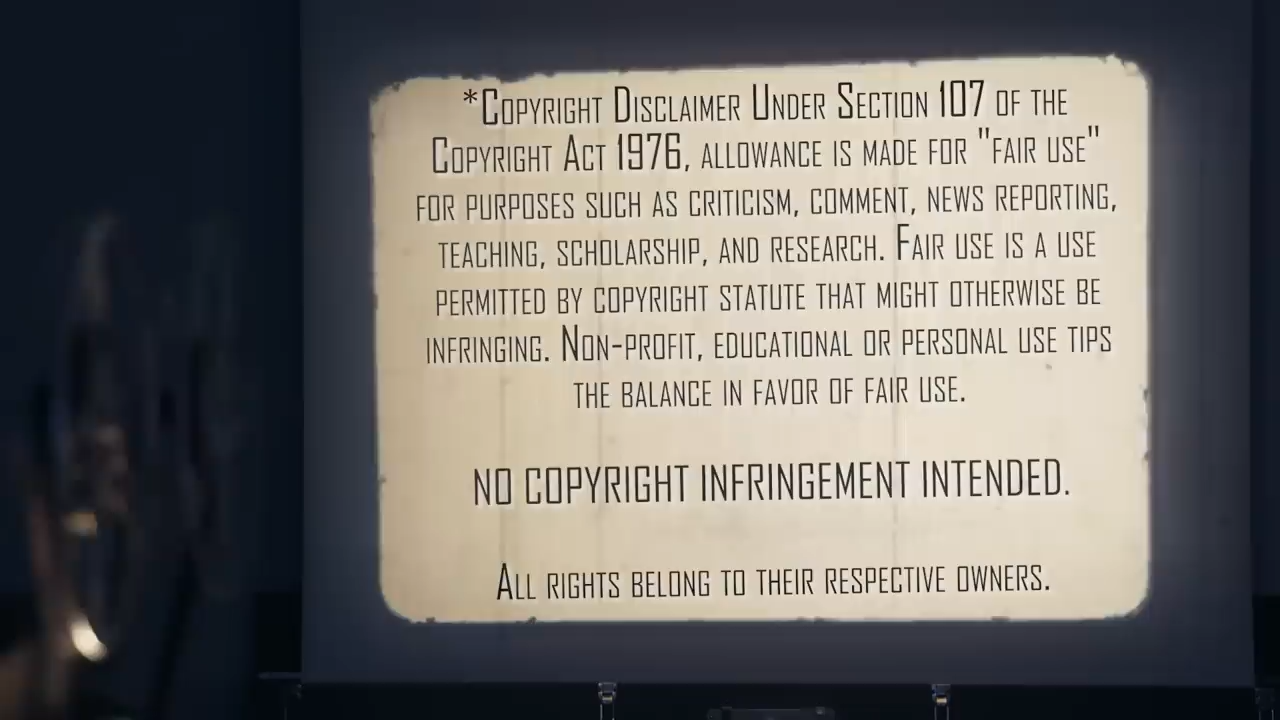 *Copyright Disclaimer Under Section 107 of the
Copyright Act 1976, allowance is made for "fair use"
for purposes such as criticism, comment, news reporting,
teaching, scholarship, and research. Fair use is a use
permitted by copyright statute that might otherwise be
infringing. Non-profit, educational or personal use tips
the balance in favor of fair use.
NO COPYRIGHT INFRINGEMENT INTENDED.
All rights belong to their respective owners.